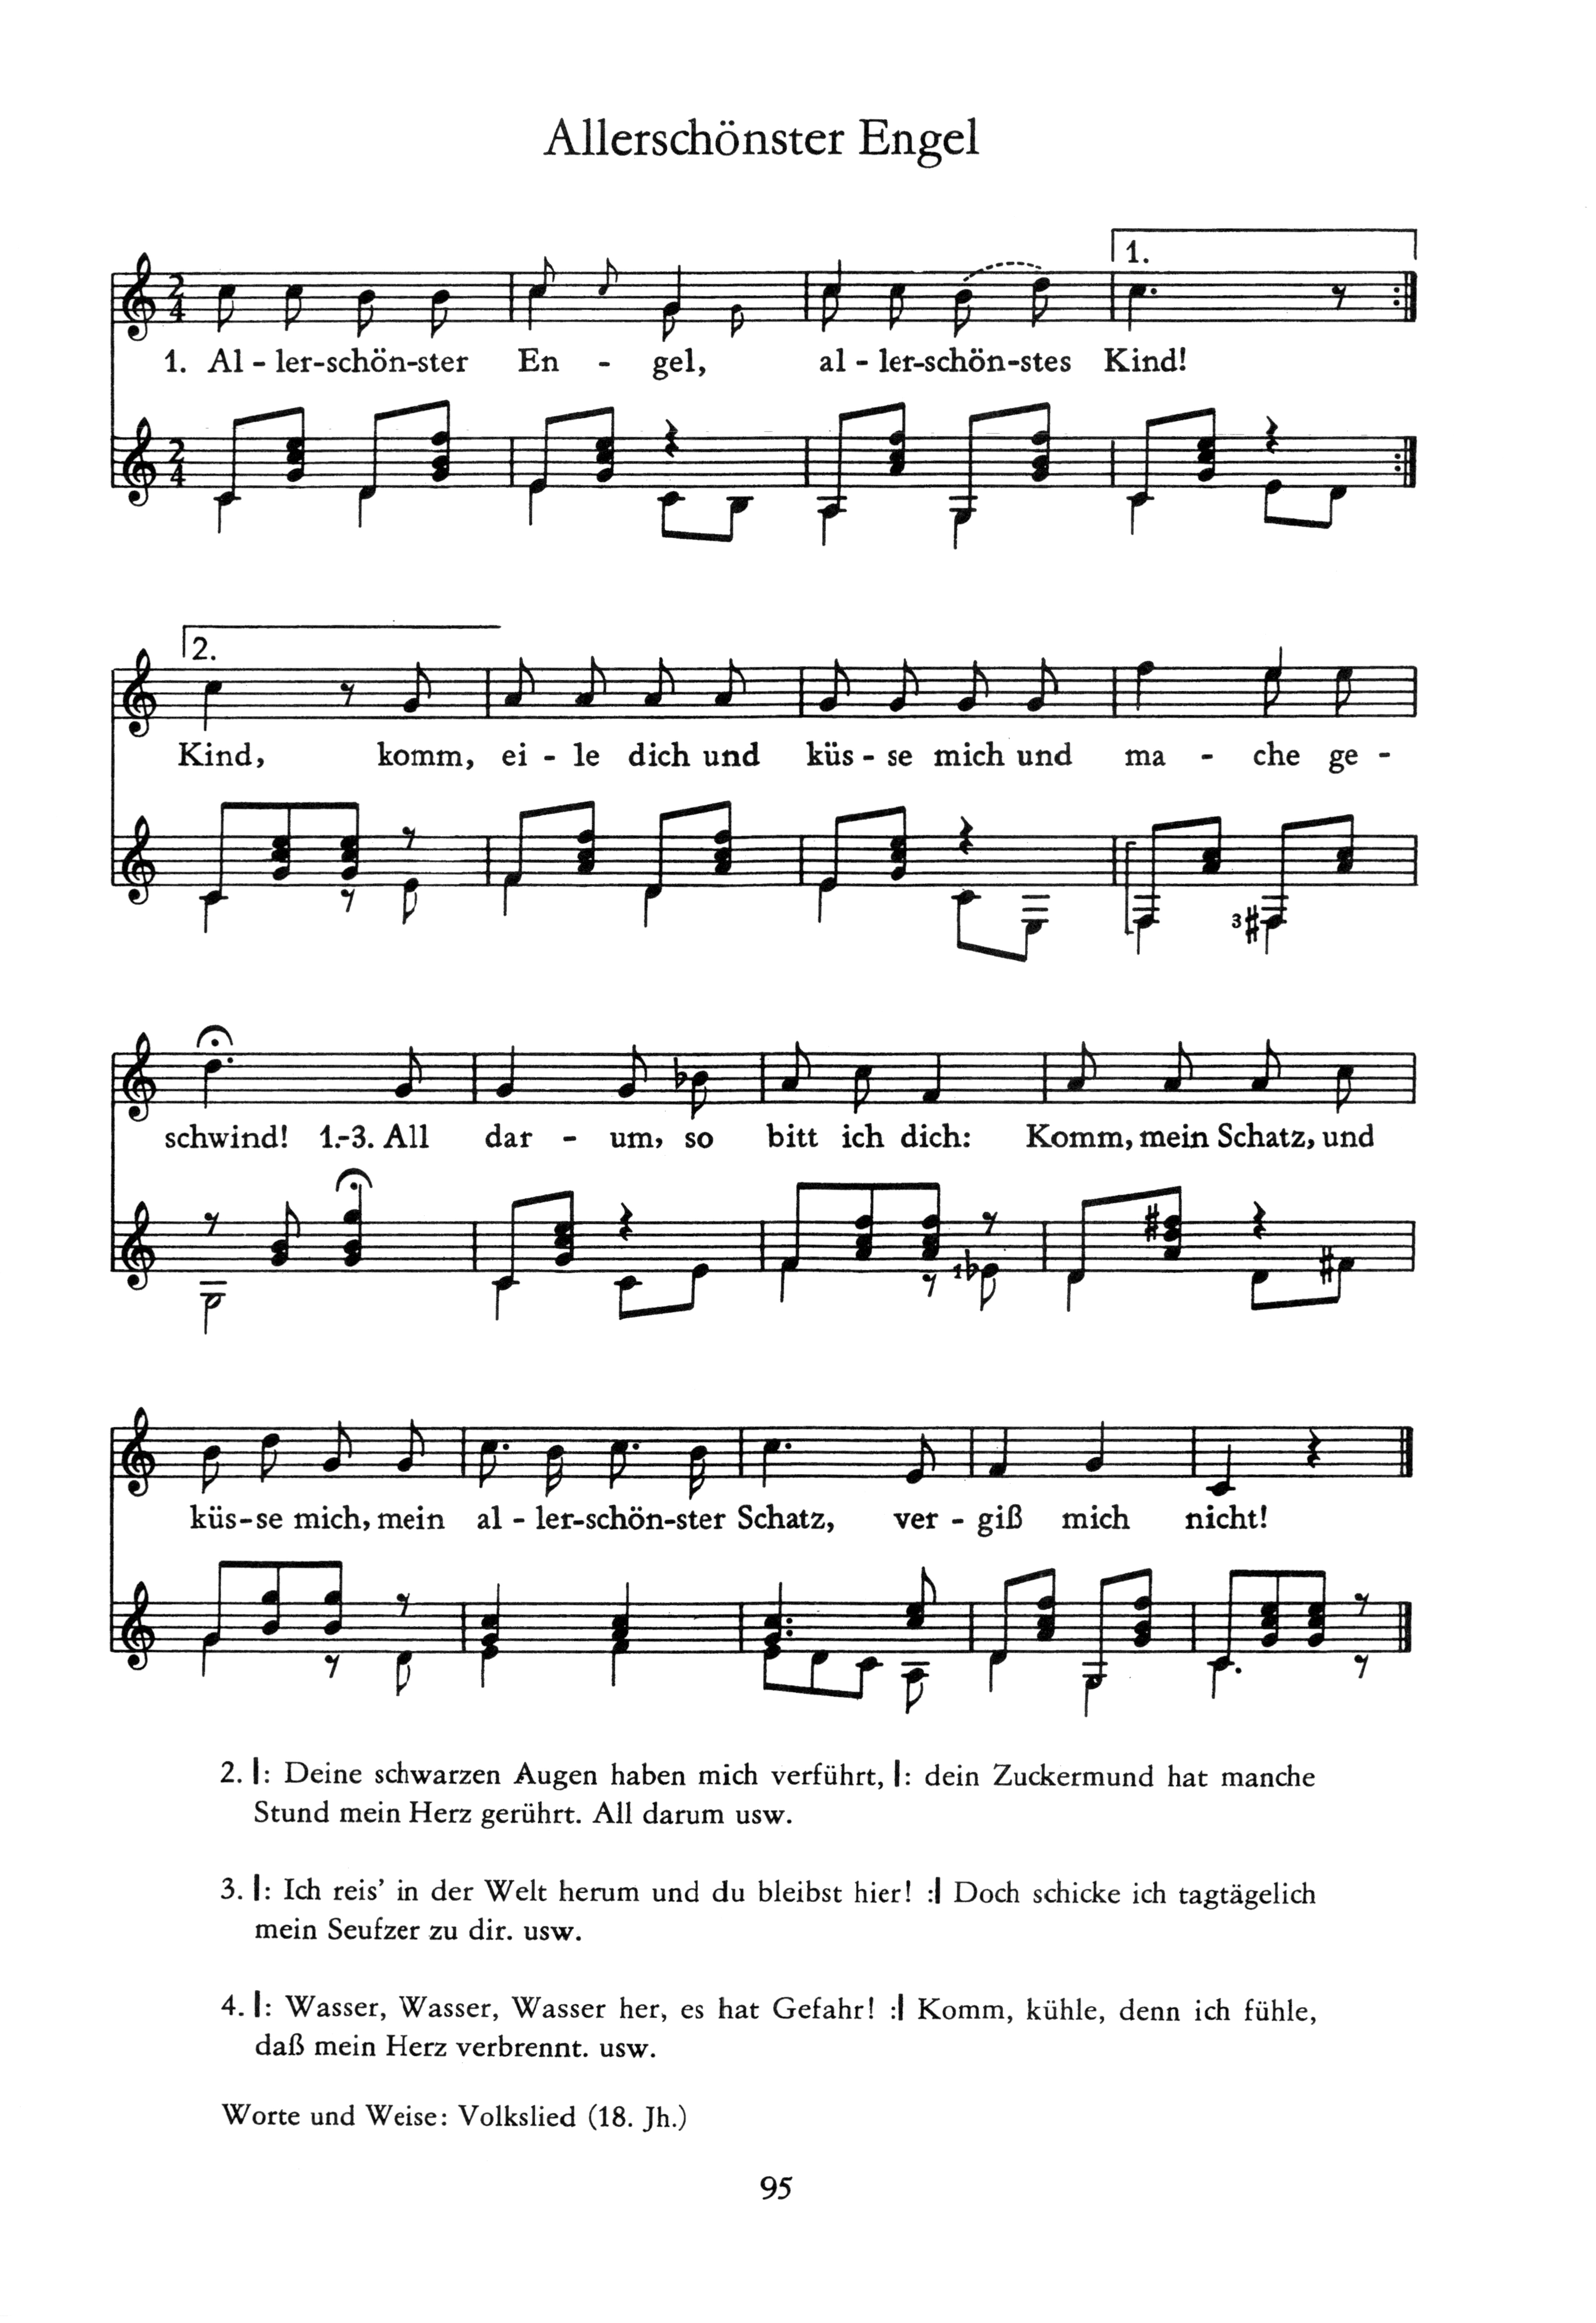 Allerschönster Engel
1.
1. Al - ler-schön-ster En - gel, al - ler-schön-stes Kind!
2.
Kind, komm, ei - le dich und küs - se mich und ma - che ge -
3
schwind! 1.-3. All dar - um, so bitt ich dich: Komm, mein Schatz, und
1
küs-se mich, mein al - ler-schön-ster Schatz, ver - giß mich nicht!
2. |: Deine schwarzen Augen haben mich verführt, |: dein Zuckermund hat manche
Stund mein Herz gerührt. All darum usw.
3. |: Ich reis’ in der Welt herum und du bleibst hier! :| Doch schicke ich tagtägelich
mein Seufzer zu dir. usw.
4. |: Wasser, Wasser, Wasser her, es hat Gefahr! :| Komm, kühle, denn ich fühle,
daß mein Herz verbrennt. usw.
Worte und Weise: Volkslied (18. Jh.)
95